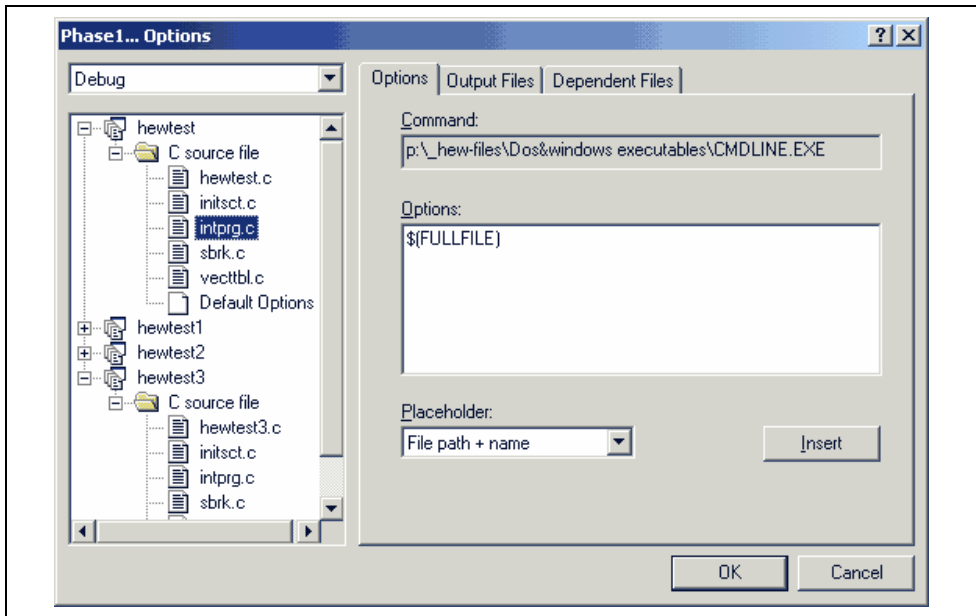 Phase1... Options
Debug
hewtest
C source file
hewtest.c
initsct.c
intprg.c
sbrk.c
vecttbl.c
Default Options
hewtest1
hewtest2
hewtest3
C source file
hewtest3.c
initsct.c
intprg.c
sbrk.c
Options
Output Files
Dependent Files
Command:
p:\_hew-files\Dos&windows executables\CMDLINE.EXE
Options:
$(FULLFILE)
Placeholder:
File path + name
Insert
OK
Cancel